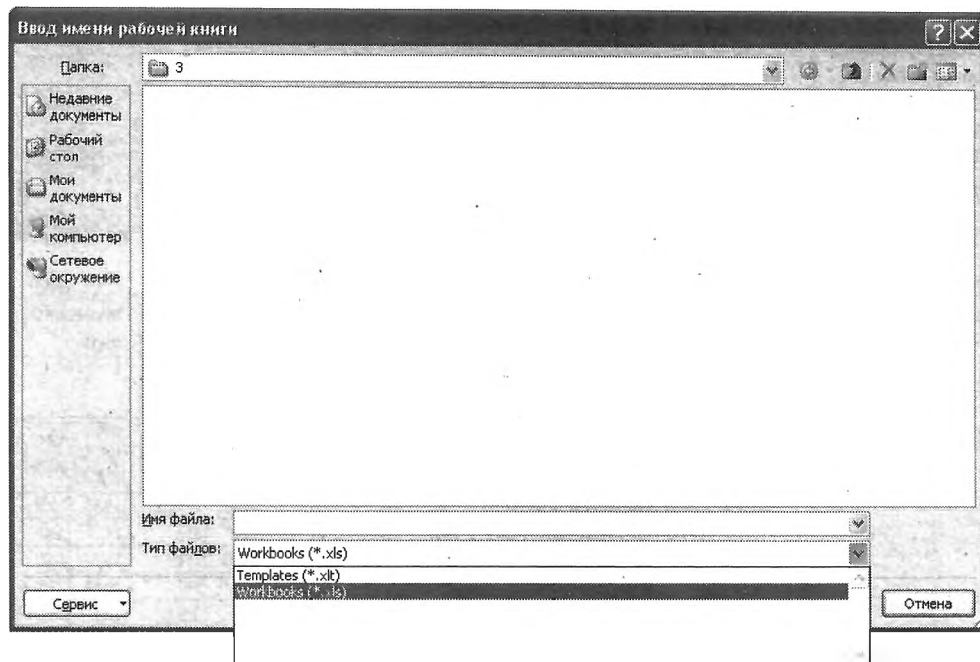 Ввод имени рабочей книги
Папка:
3
Недавние
документы
Рабочий
стол
Мои
документы
Мой
компьютер
Сетевое
окружение
Имя файла:
Тип файлов:
Workbooks (*.xls)
Templates (*.xlt)
Workbooks (*.xls)
Сервис
Отмена